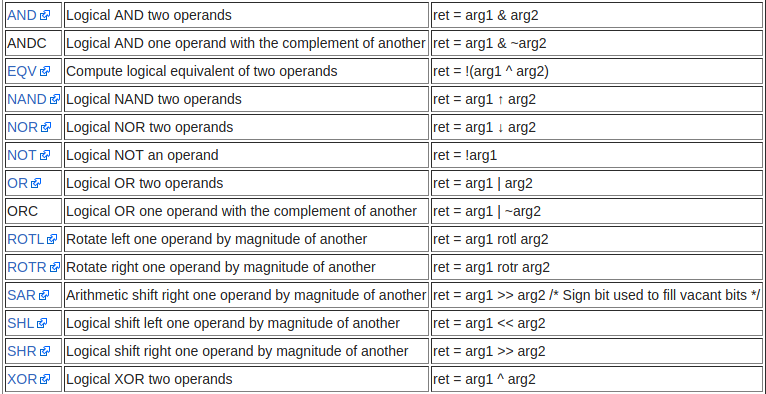 AND Logical AND two operands ret = arg1 & arg2
ANDC Logical AND one operand with the complement of another ret = arg1 & ~arg2
EQV Compute logical equivalent of two operands ret = !(arg1 ^ arg2)
NAND Logical NAND two operands ret = arg1 ↑ arg2
NOR Logical NOR two operands ret = arg1 ↓ arg2
NOT Logical NOT an operand ret = !arg1
OR Logical OR two operands ret = arg1 | arg2
ORC Logical OR one operand with the complement of another ret = arg1 | ~arg2
ROTL Rotate left one operand by magnitude of another ret = arg1 rotl arg2
ROTR Rotate right one operand by magnitude of another ret = arg1 rotr arg2
SAR Arithmetic shift right one operand by magnitude of another ret = arg1 >> arg2 /* Sign bit used to fill vacant bits */
SHL Logical shift left one operand by magnitude of another ret = arg1 << arg2
SHR Logical shift right one operand by magnitude of another ret = arg1 >> arg2
XOR Logical XOR two operands ret = arg1 ^ arg2